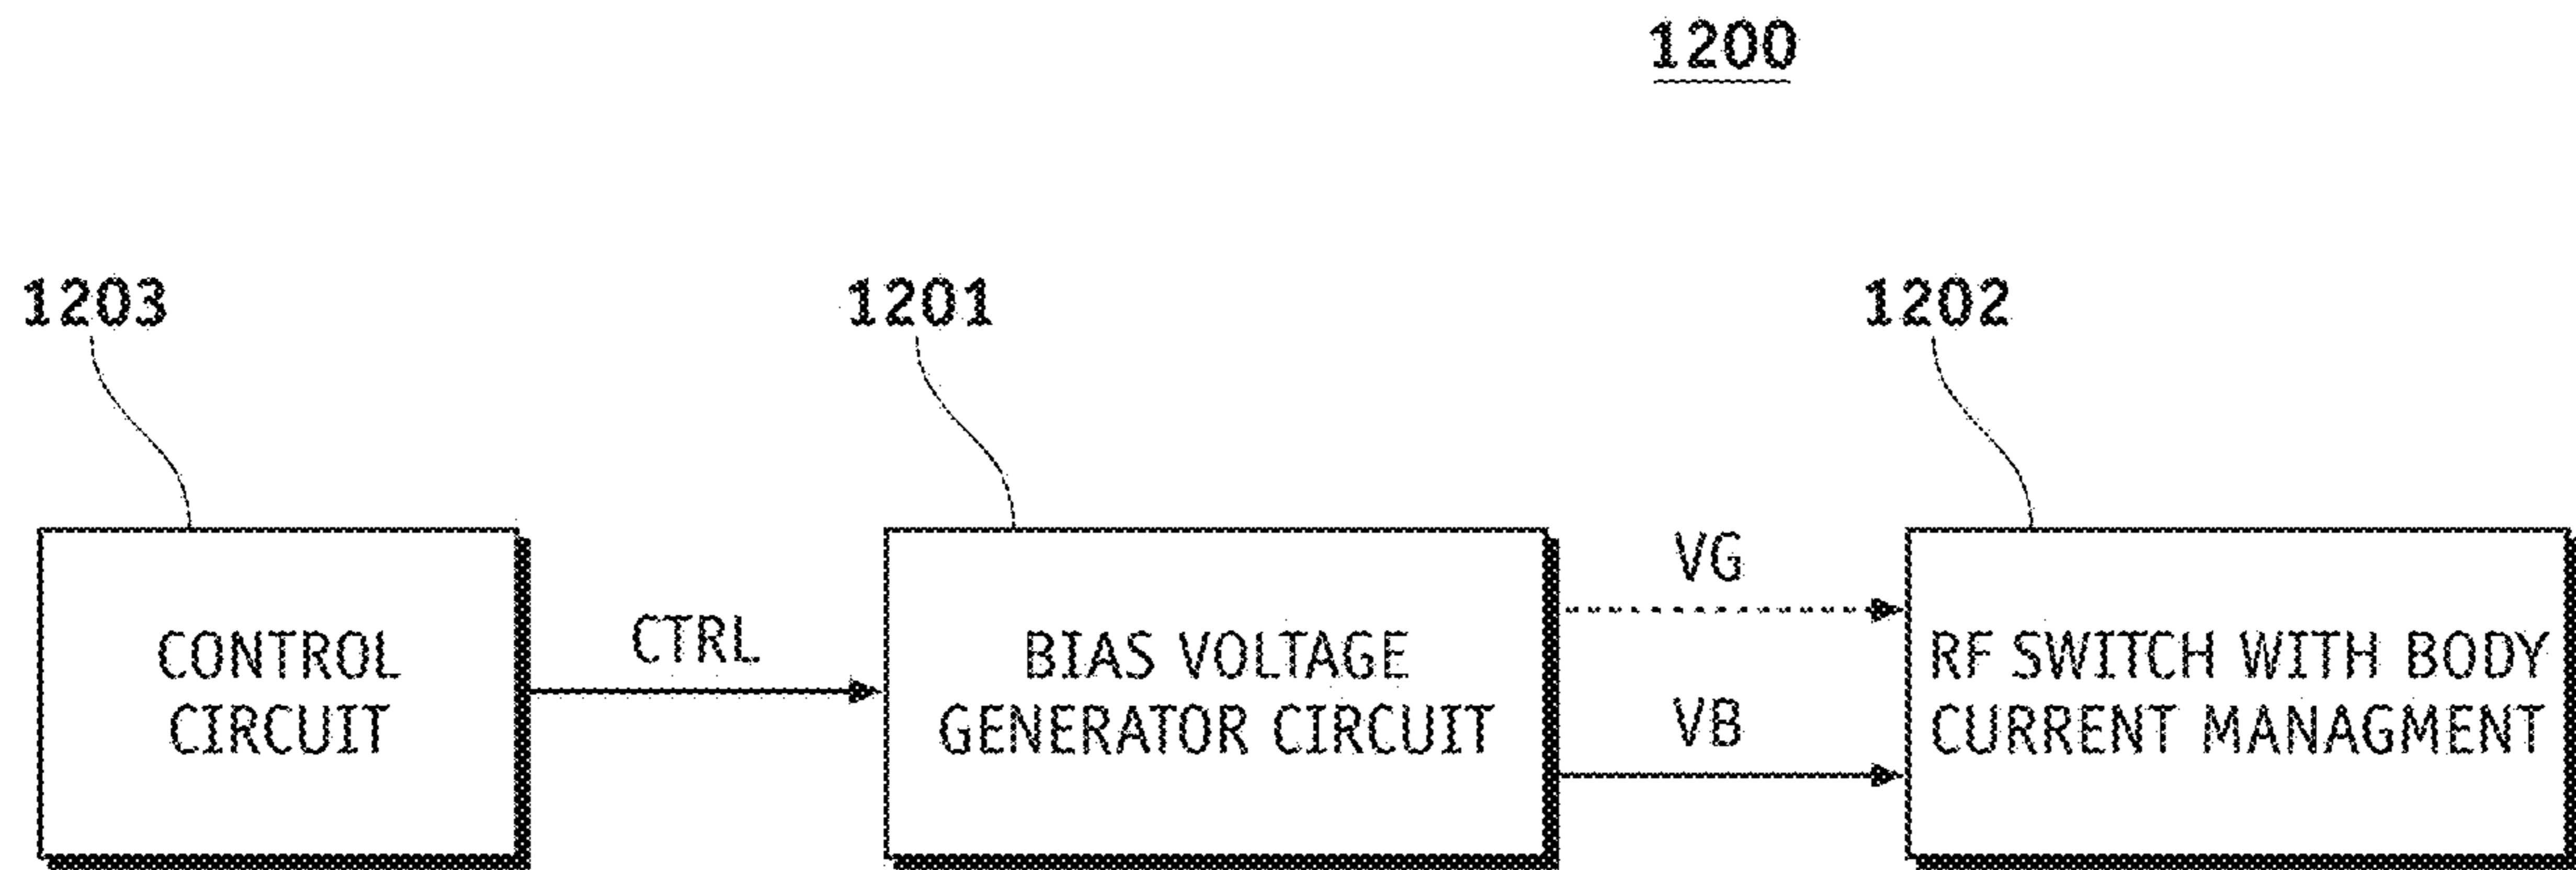 1200
1203
1201
1202
CONTROL
CIRCUIT
CTRL
BIAS VOLTAGE
GENERATOR CIRCUIT
VG
VB
RF SWITCH WITH BODY
CURRENT MANAGMENT